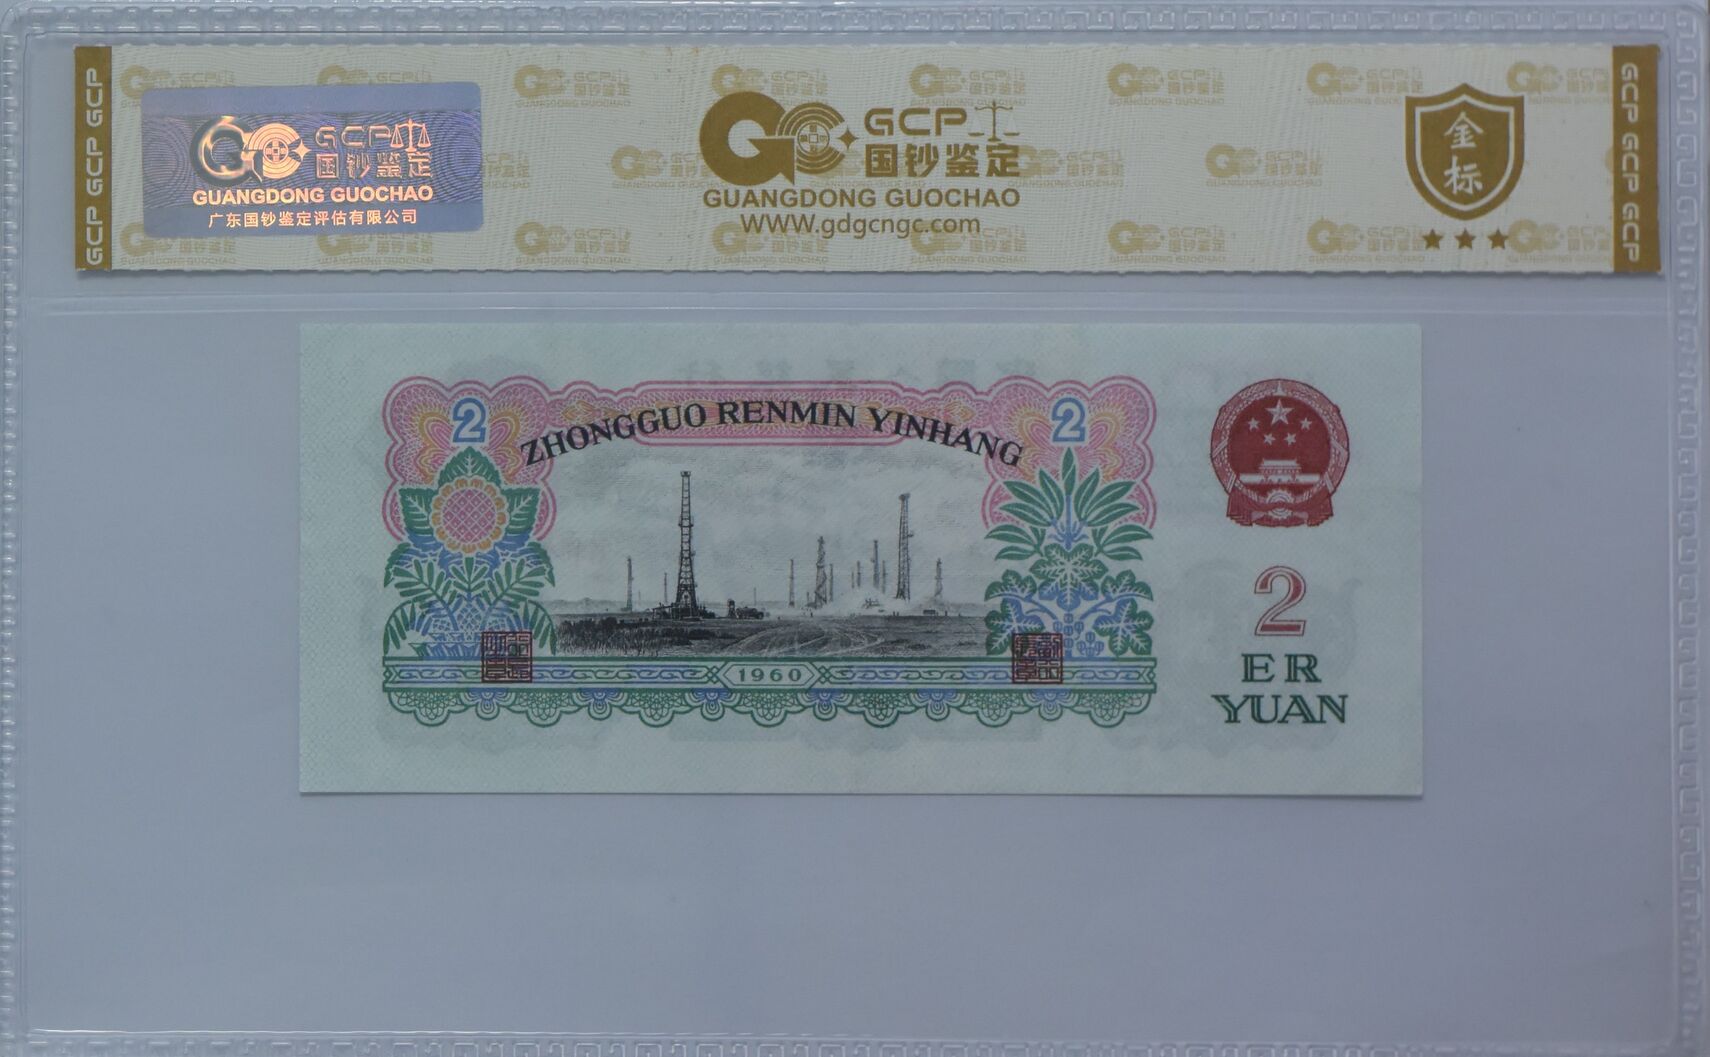 GCP GCP GCP
GCP
国钞鉴定
GUANGDONG GUOCHAO
广东国钞鉴定评估有限公司
GCP
国钞鉴定
GUANGDONG GUOCHAO
WWW.gdgcngc.com
金标
GCP GCP GCP
2
ZHONGGUO RENMIN YINHANG
2
1960
2
ER
YUAN